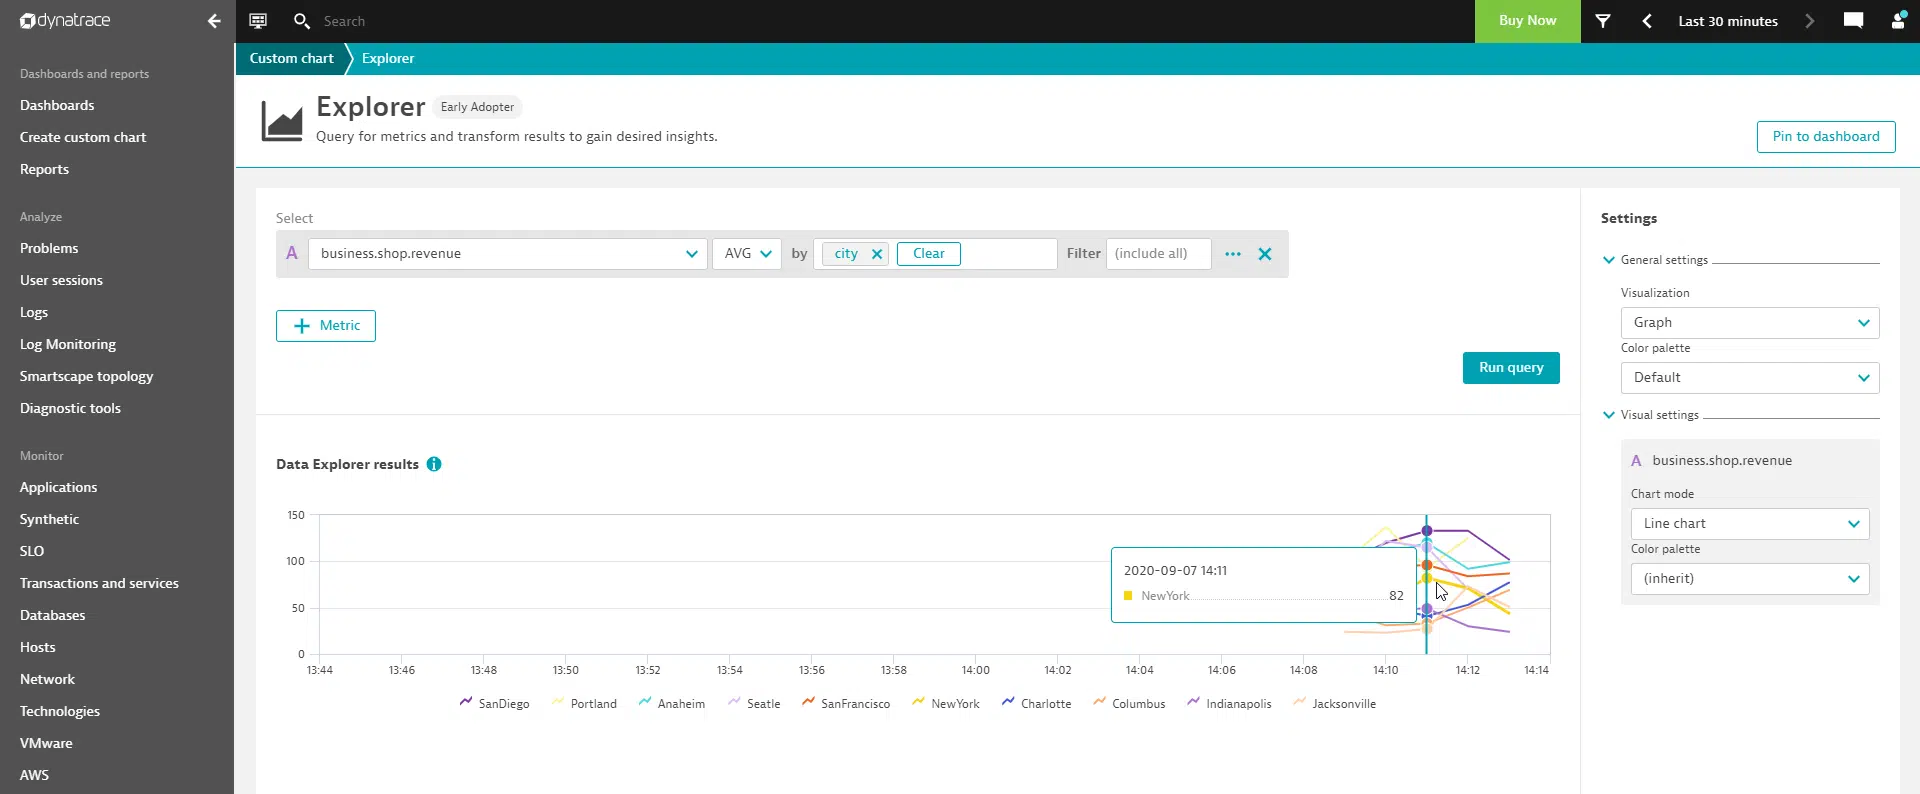 dynatrace
Search
Buy Now
Last 30 minutes
Dashboards and reports
Dashboards
Create custom chart
Reports
Analyze
Problems
User sessions
Logs
Log Monitoring
Smartscape topology
Diagnostic tools
Monitor
Applications
Synthetic
SLO
Transactions and services
Databases
Hosts
Network
Technologies
VMware
AWS
Custom chart
Explorer
Explorer
Early Adopter
Query for metrics and transform results to gain desired insights.
Pin to dashboard
Select
A business.shop.revenue AVG by city Clear Filter (include all)
Metric
Run query
Data Explorer results
150
100
50
0
2020-09-07 14:11
NewYork 82
13:44 13:46 13:48 13:50 13:52 13:54 13:56 13:58 14:00 14:02 14:04 14:06 14:08 14:10 14:12 14:14
SanDiego Portland Anaheim Seatle SanFrancisco NewYork Charlotte Columbus Indianapolis Jacksonville
Settings
General settings
Visualization
Graph
Color palette
Default
Visual settings
A business.shop.revenue
Chart mode
Line chart
Color palette
(inherit)